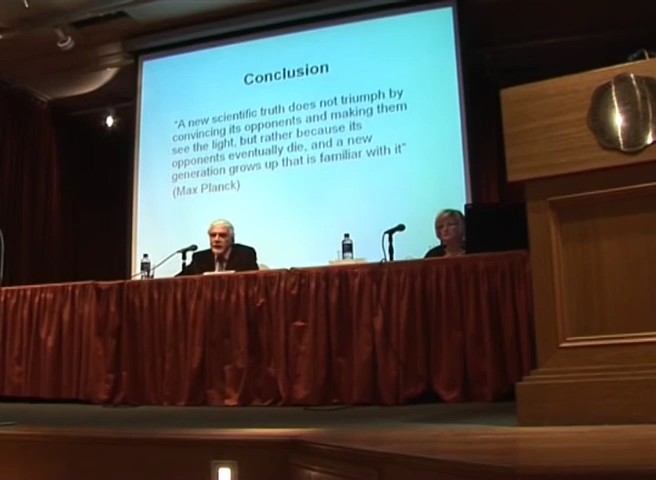 Conclusion
"A new scientific truth does not triumph by
convincing its opponents and making them
see the light, but rather because its
opponents eventually die, and a new
generation grows up that is familiar with it"
(Max Planck)